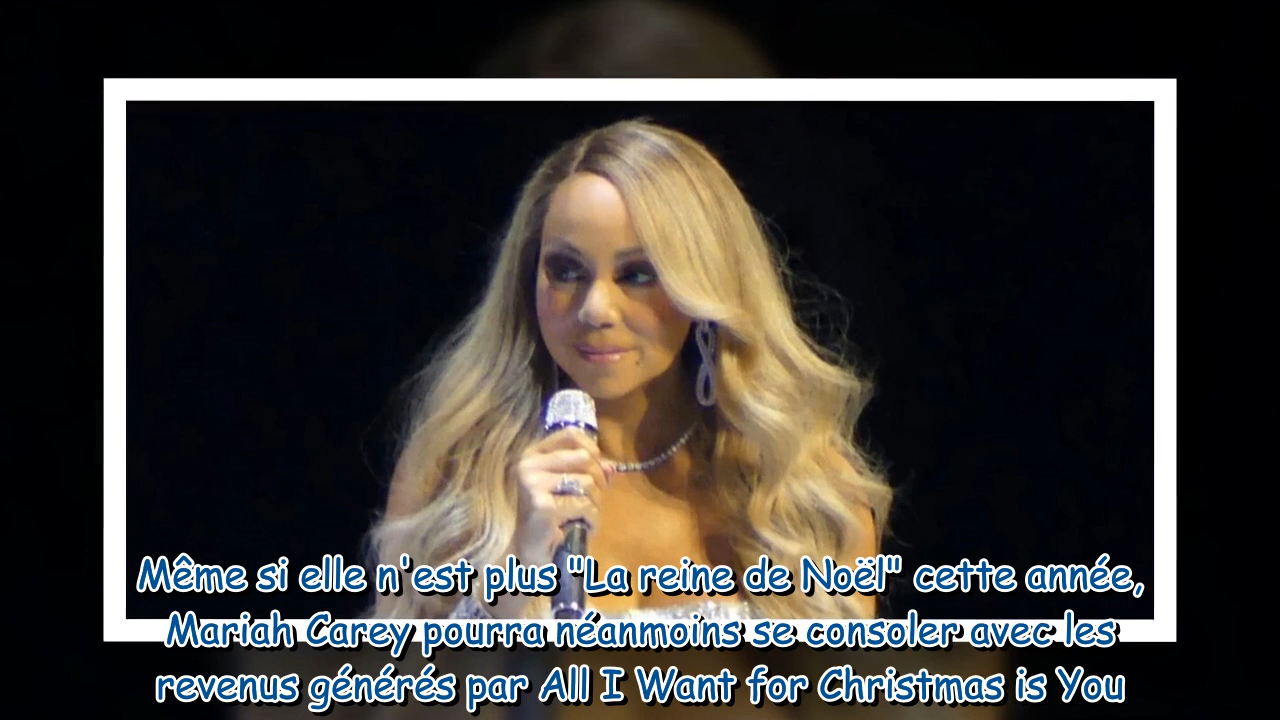 Même si elle n'est plus "La reine de Noël" cette année,
Mariah Carey pourra néanmoins se consoler avec les
revenus générés par All I Want for Christmas is You